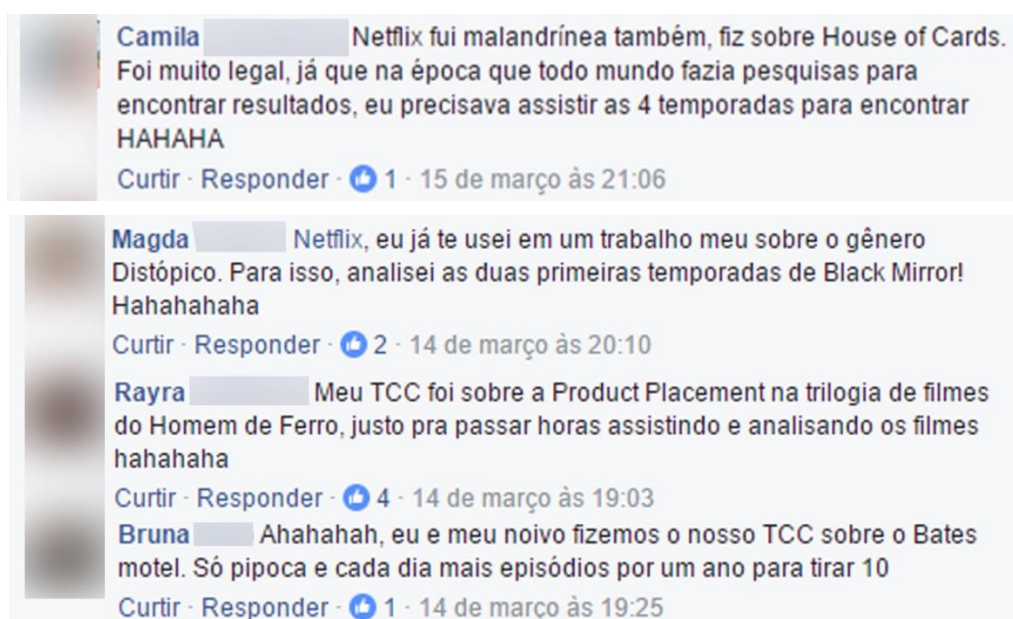 Camila Netflix fui malandrínea também, fiz sobre House of Cards.
Foi muito legal, já que na época que todo mundo fazia pesquisas para
encontrar resultados, eu precisava assistir as 4 temporadas para encontrar
HAHAHA
Curtir · Responder · 1 · 15 de março às 21:06
Magda Netflix, eu já te usei em um trabalho meu sobre o gênero
Distópico. Para isso, analisei as duas primeiras temporadas de Black Mirror!
Hahahahaha
Curtir · Responder · 2 · 14 de março às 20:10
Rayra Meu TCC foi sobre a Product Placement na trilogia de filmes
do Homem de Ferro, justo pra passar horas assistindo e analisando os filmes
hahahaha
Curtir · Responder · 4 · 14 de março às 19:03
Bruna Ahahahah, eu e meu noivo fizemos o nosso TCC sobre o Bates
motel. Só pipoca e cada dia mais episódios por um ano para tirar 10
Curtir · Responder · 1 · 14 de março às 19:25